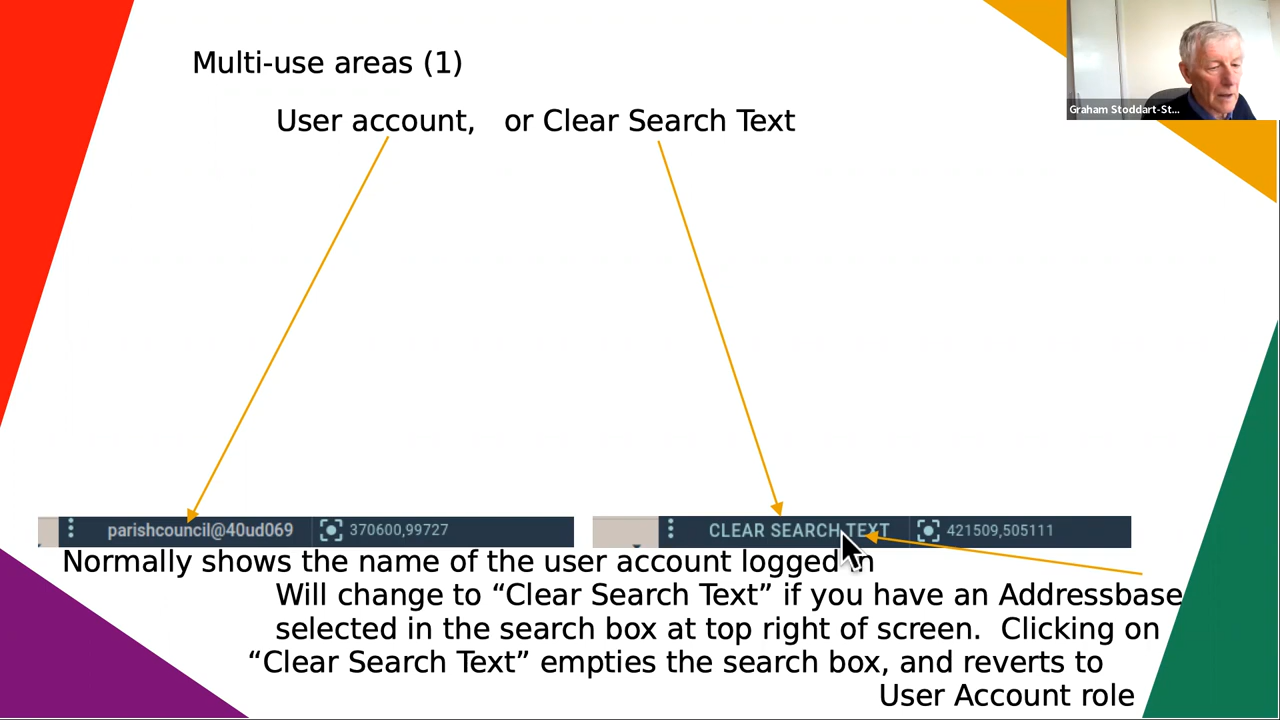 Multi-use areas (1)
User account, or Clear Search Text
Graham Stoddart-St...
parishcouncil@40ud069 370600,99727
CLEAR SEARCH TEXT 421509,505111
Normally shows the name of the user account logged in
Will change to “Clear Search Text” if you have an Addressbase
selected in the search box at top right of screen. Clicking on
“Clear Search Text” empties the search box, and reverts to
User Account role